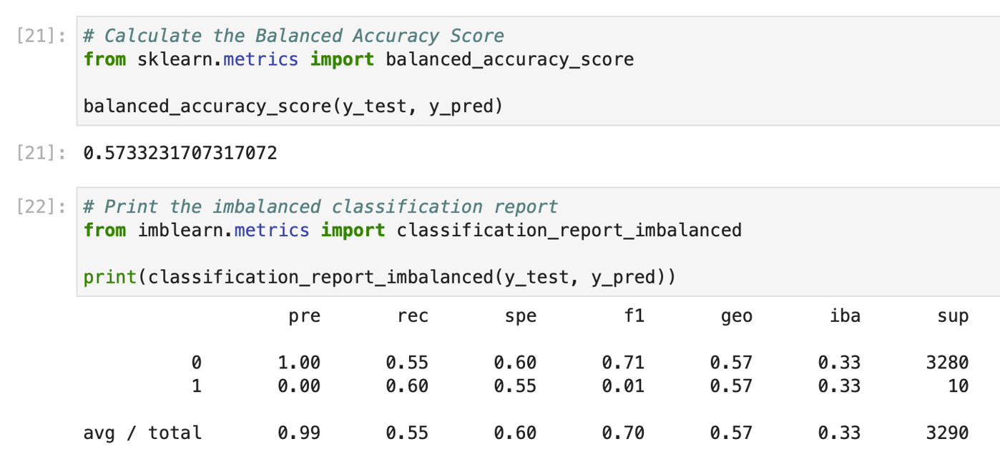 [21]: # Calculate the Balanced Accuracy Score
from sklearn.metrics import balanced_accuracy_score
balanced_accuracy_score(y_test, y_pred)
[21]: 0.5733231707317072
[22]: # Print the imbalanced classification report
from imblearn.metrics import classification_report_imbalanced
print(classification_report_imbalanced(y_test, y_pred))
pre rec spe f1 geo iba sup
0 1.00 0.55 0.60 0.71 0.57 0.33 3280
1 0.00 0.60 0.55 0.01 0.57 0.33 10
avg / total 0.99 0.55 0.60 0.70 0.57 0.33 3290